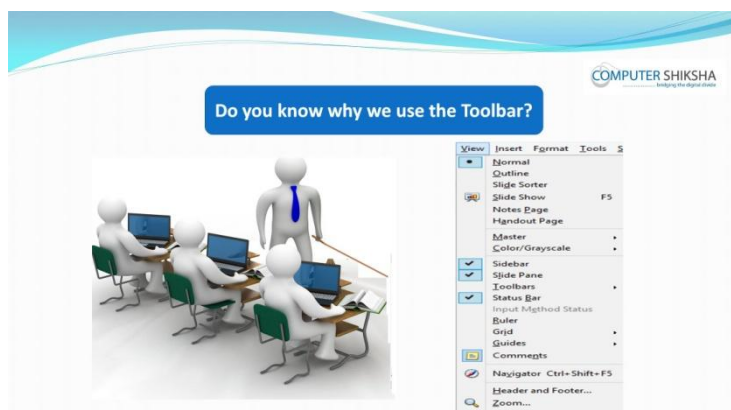 COMPUTER SHIKSHA
bridging the digital divide
Do you know why we use the Toolbar?
View Insert Format Tools S
Normal
Outline
Slide Sorter
Slide Show F5
Notes Page
Handout Page
Master
Color/Grayscale
Sidebar
Slide Pane
Toolbars
Status Bar
Input Method Status
Ruler
Grid
Guides
Comments
Navigator Ctrl+Shift+F5
Header and Footer...
Zoom...